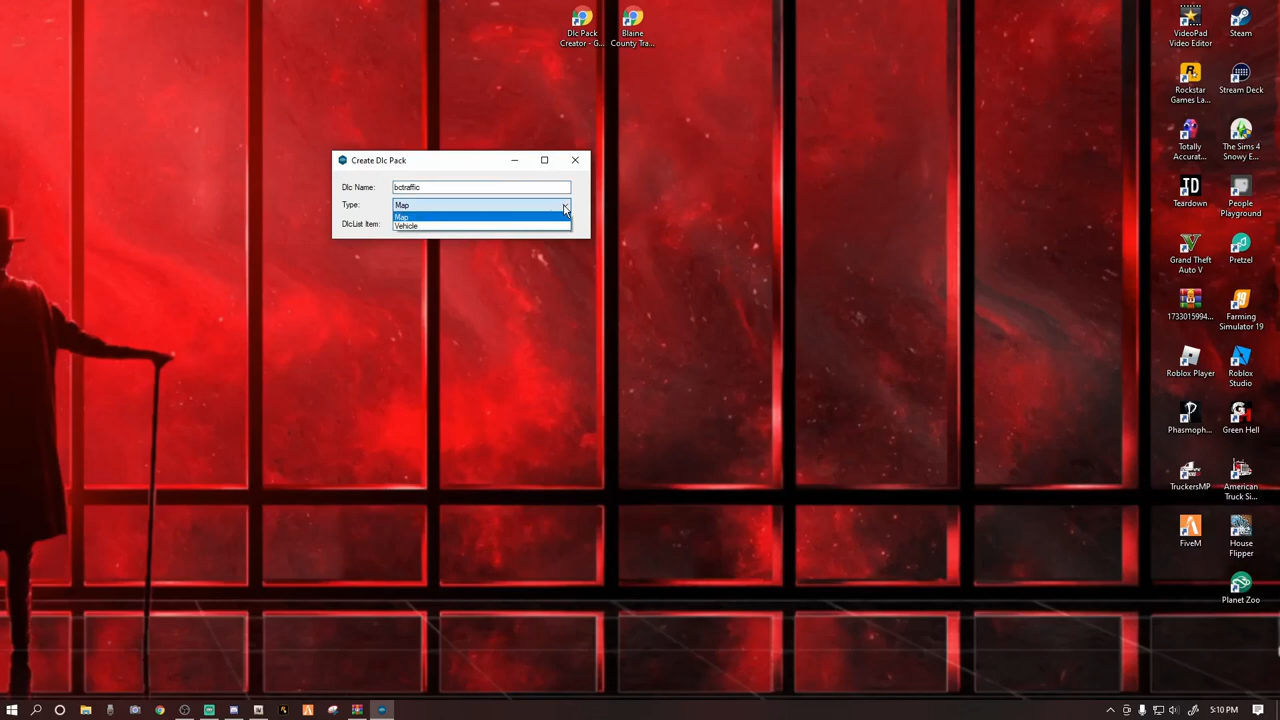 Dlc Pack
Creator - G...
Blaine
County Tra...
VideoPad
Video Editor
Steam
Rockstar
Games La...
Stream Deck
Totally
Accurat...
The Sims 4
Snowy E...
TD
Teardown
People
Playground
Grand Theft
Auto V
Pretzel
1733015994...
Farming
Simulator 19
Roblox Player
Roblox
Studio
Phasmoph...
Green Hell
TruckersMP
American
Truck Si...
FiveM
House
Flipper
Planet Zoo
Create Dlc Pack
Dlc Name:
bctraffic
Type:
Map
Map
Vehicle
DlcList Item:
5:10 PM